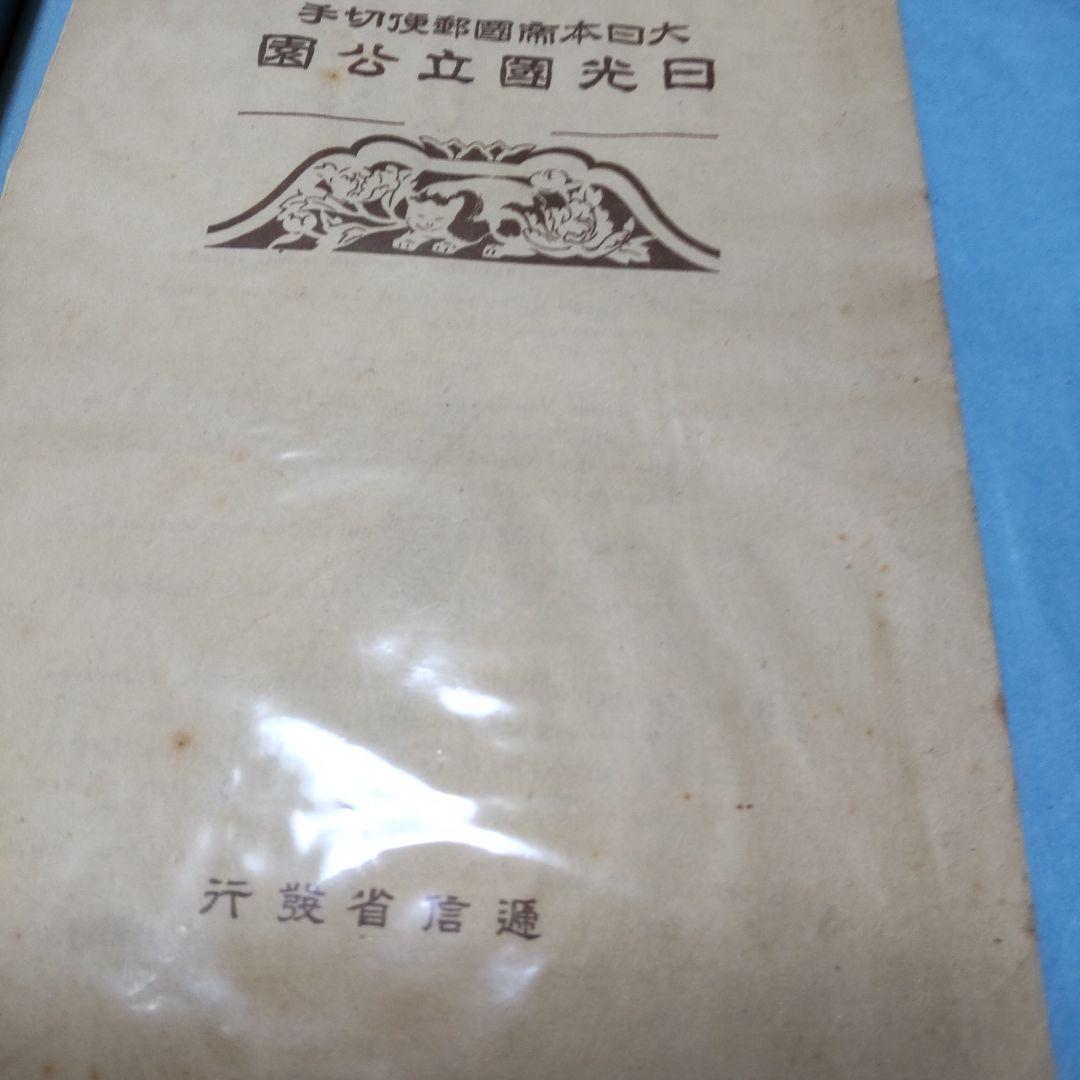 大日本帝國郵便切手
日光國立公園
遞信省發行